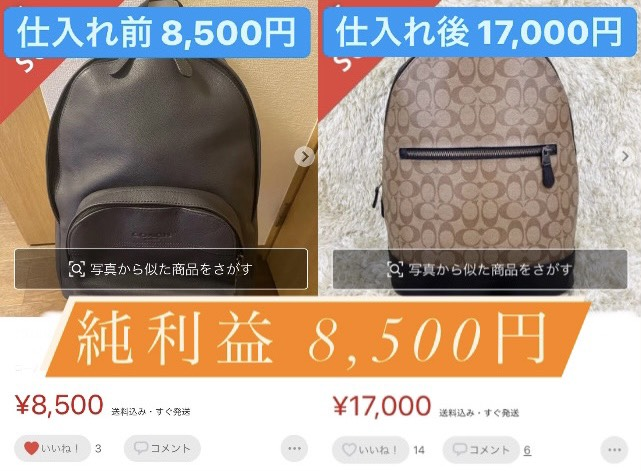 仕入れ前 8,500円
仕入れ後 17,000円
COACH
写真から似た商品をさがす
写真から似た商品をさがす
純利益 8,500円
¥8,500 送料込み・すぐ発送
¥17,000 送料込み・すぐ発送
いいね! 3 コメント
いいね! 14 コメント 6